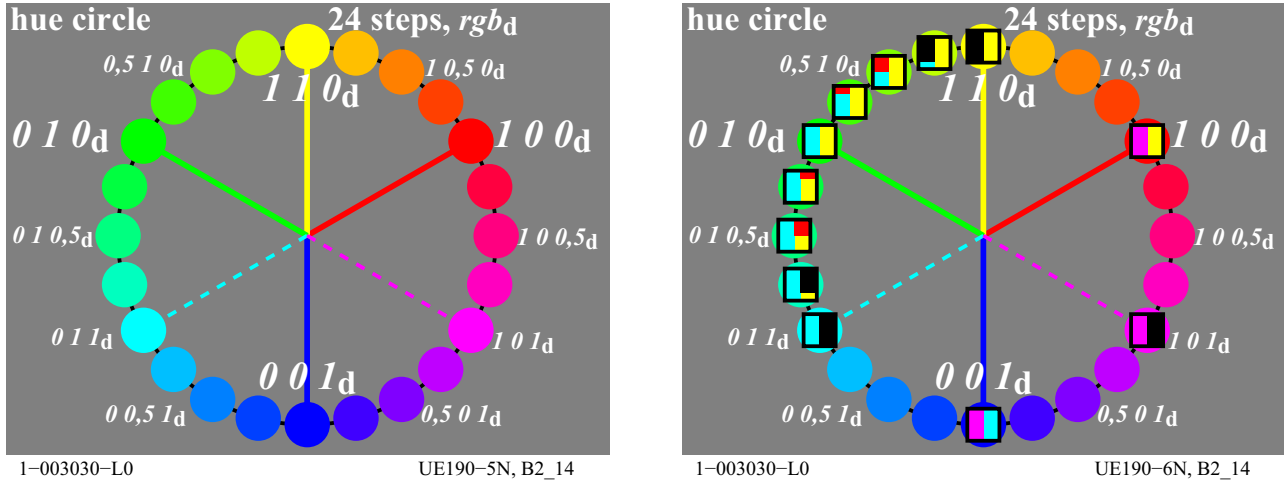 hue circle 24 steps, rgbd
0,5 1 0d 1 0,5 0d
1 1 0d
0 1 0d 1 0 0d
0 1 0,5d 1 0 0,5d
0 1 1d 1 0 1d
0 0 1d
0 0,5 1d 0,5 0 1d
1−003030−L0 UE190−5N, B2_14
hue circle 24 steps, rgbd
0,5 1 0d 1 0,5 0d
1 1 0d
0 1 0d 1 0 0d
0 1 0,5d 1 0 0,5d
0 1 1d 1 0 1d
0 0 1d
0 0,5 1d 0,5 0 1d
1−003030−L0 UE190−6N, B2_14